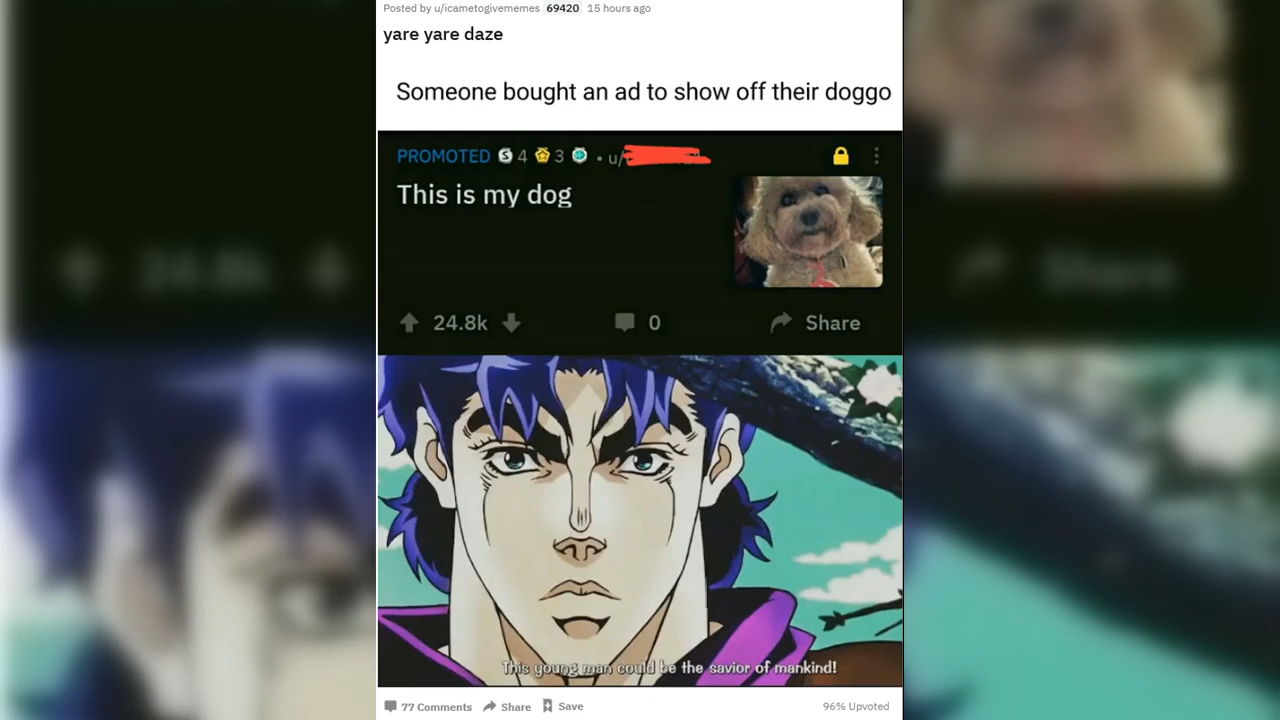 Posted by u/icametogivememes 69420 15 hours ago
yare yare daze
Someone bought an ad to show off their doggo
PROMOTED S 4 3 • u/
This is my dog
24.8k 0 Share
This young man could be the savior of mankind!
77 Comments Share Save 96% Upvoted